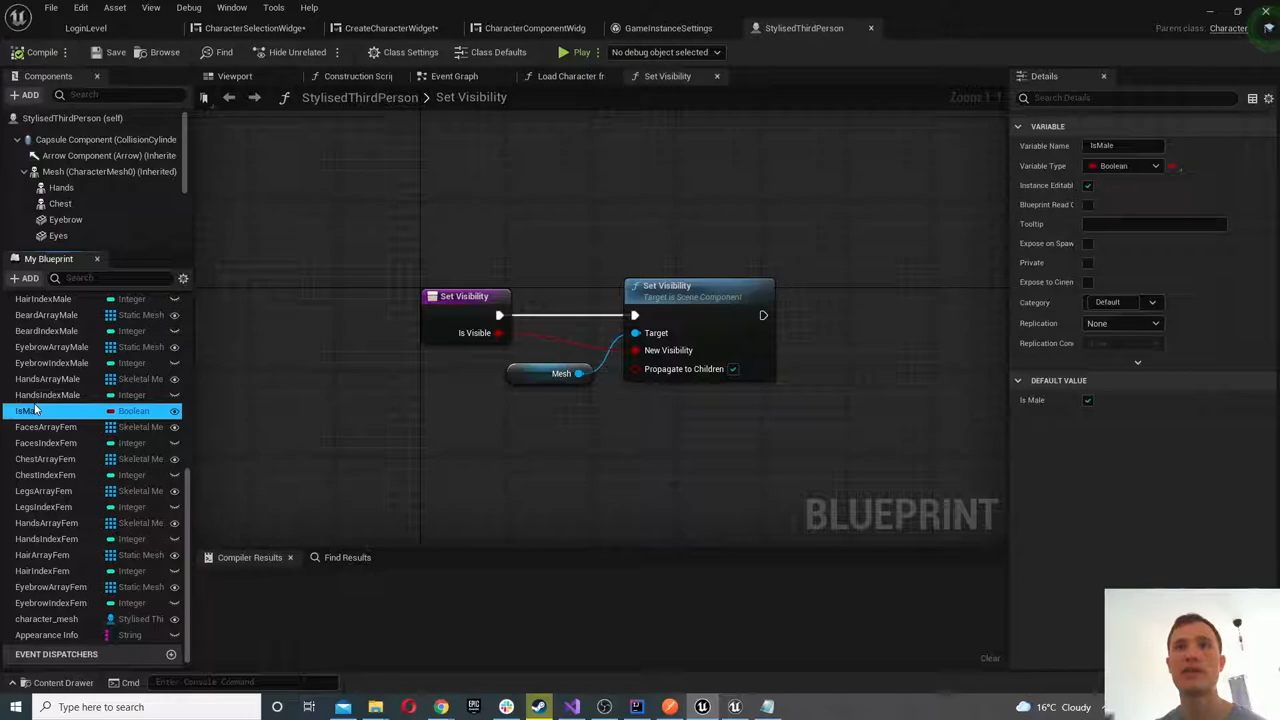 File Edit Asset View Debug Window Tools Help
LoginLevel CharacterSelectionWidge* CreateCharacterWidget* CharacterComponentWidg GameInstanceSettings StylisedThirdPerson Parent class: Character
Compile Save Browse Find Hide Unrelated Class Settings Class Defaults Play No debug object selected
Components Viewport Construction Scrip Event Graph Load Character fr Set Visibility Details
ADD Search StylisedThirdPerson Set Visibility Search Details
StylisedThirdPerson (self)
Capsule Component (CollisionCylinde
Arrow Component (Arrow) (Inherite
Mesh (CharacterMesh0) (Inherited)
Hands
Chest
Eyebrow
Eyes
My Blueprint
ADD Search
HairIndexMale Integer
BeardArrayMale Static Mesh
BeardIndexMale Integer
EyebrowArrayMale Static Mesh
EyebrowIndexMale Integer
HandsArrayMale Skeletal Me
HandsIndexMale Integer
IsMa Boolean
FacesArrayFem Skeletal Me
FacesIndexFem Integer
ChestArrayFem Skeletal Me
ChestIndexFem Integer
LegsArrayFem Skeletal Me
LegsIndexFem Integer
HandsArrayFem Skeletal Me
HandsIndexFem Integer
HairArrayFem Static Mesh
HairIndexFem Integer
EyebrowArrayFem Static Mesh
EyebrowIndexFem Integer
character_mesh Stylised Thi
Appearance Info String
EVENT DISPATCHERS
Set Visibility
Is Visible
Mesh
Set Visibility
Target is Scene Component
Target
New Visibility
Propagate to Children
BLUEPRINT
Compiler Results Find Results
Clear
VARIABLE
Variable Name IsMale
Variable Type Boolean
Instance Editabl
Blueprint Read C
Tooltip
Expose on Spaw
Private
Expose to Cinen
Category Default
Replication None
Replication Con
DEFAULT VALUE
Is Male
Content Drawer Cmd Enter Console Command
Type here to search 16°C Cloudy